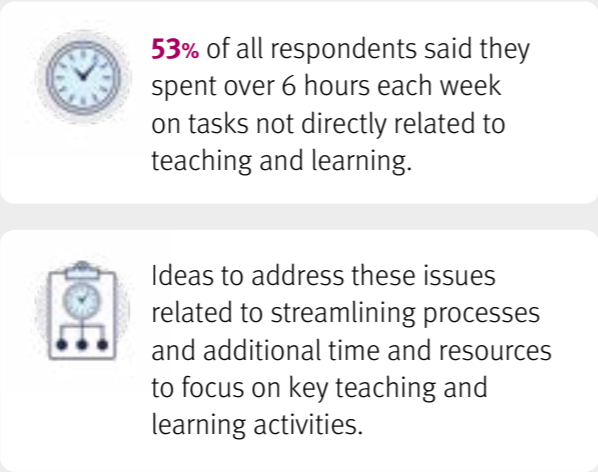 53% of all respondents said they
spent over 6 hours each week
on tasks not directly related to
teaching and learning.
Ideas to address these issues
related to streamlining processes
and additional time and resources
to focus on key teaching and
learning activities.